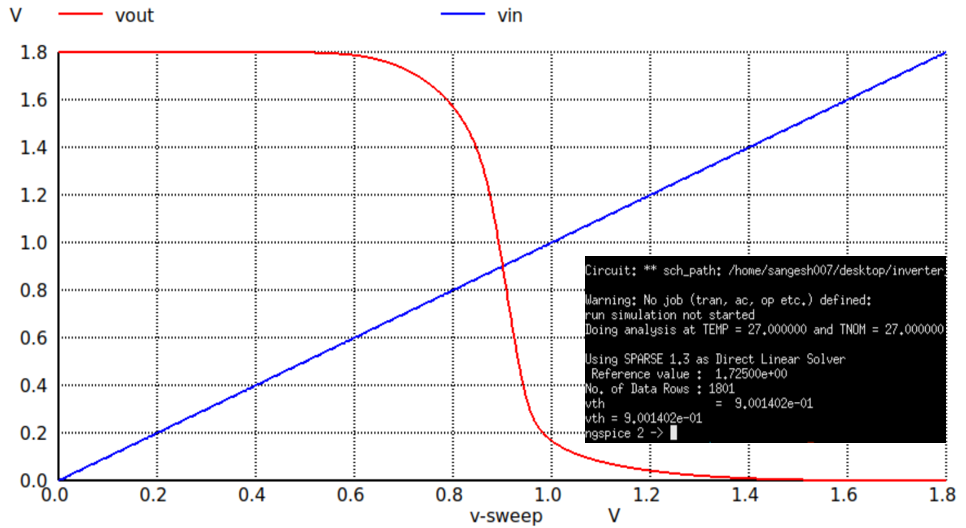 V vout vin
1.8
1.6
1.4
1.2
1.0
0.8
0.6
0.4
0.2
0.0
0.0 0.2 0.4 0.6 0.8 1.0 1.2 1.4 1.6 1.8
v-sweep V
Circuit: ** sch_path: /home/sangesh007/desktop/inverter
Warning: No job (tran, ac, op etc.) defined:
run simulation not started
Doing analysis at TEMP = 27.000000 and TNOM = 27.000000
Using SPARSE 1.3 as Direct Linear Solver
Reference value : 1.72500e+00
No. of Data Rows : 1801
vth = 9.001402e-01
vth = 9.001402e-01
ngspice 2 ->